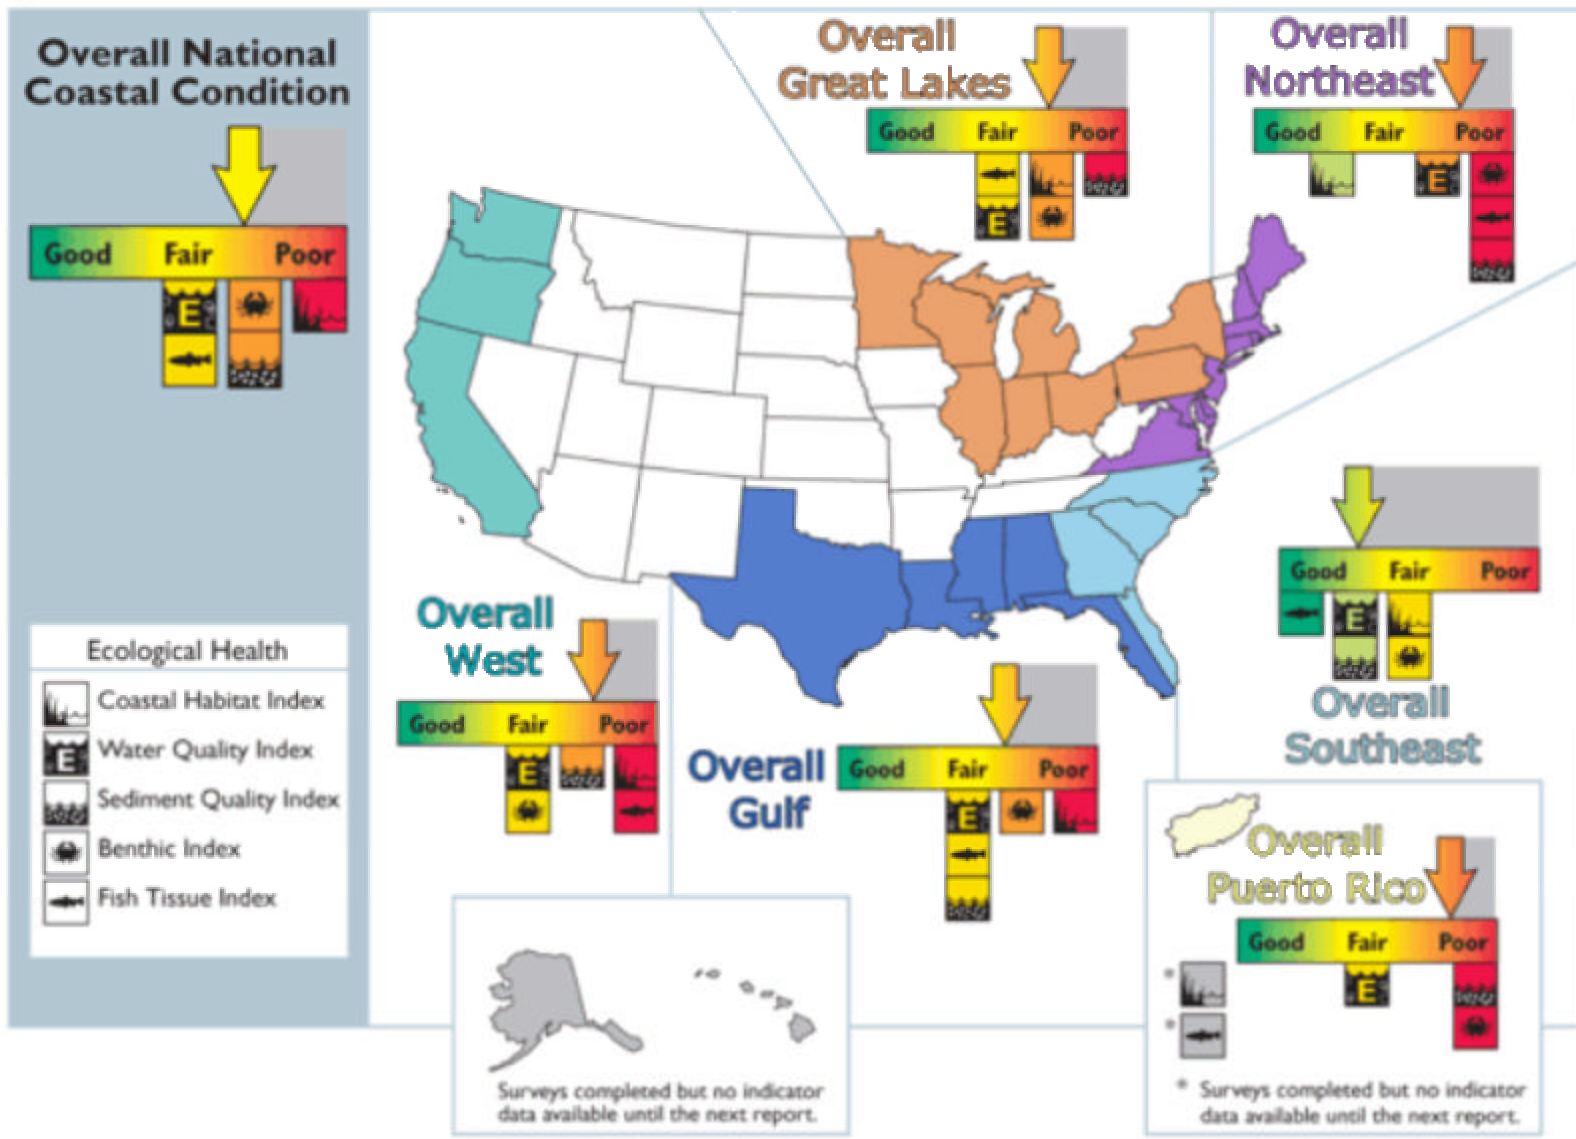 Overall National
Coastal Condition
Good Fair Poor
Ecological Health
Coastal Habitat Index
Water Quality Index
Sediment Quality Index
Benthic Index
Fish Tissue Index
Overall
Great Lakes
Good Fair Poor
Overall
Northeast
Good Fair Poor
Overall
West
Good Fair Poor
Overall
Gulf
Good Fair Poor
Good Fair Poor
Overall
Southeast
Overall
Puerto Rico
Good Fair Poor
* Surveys completed but no indicator
data available until the next report.
Surveys completed but no indicator
data available until the next report.
E
E
E
E
E
E
E
*
*